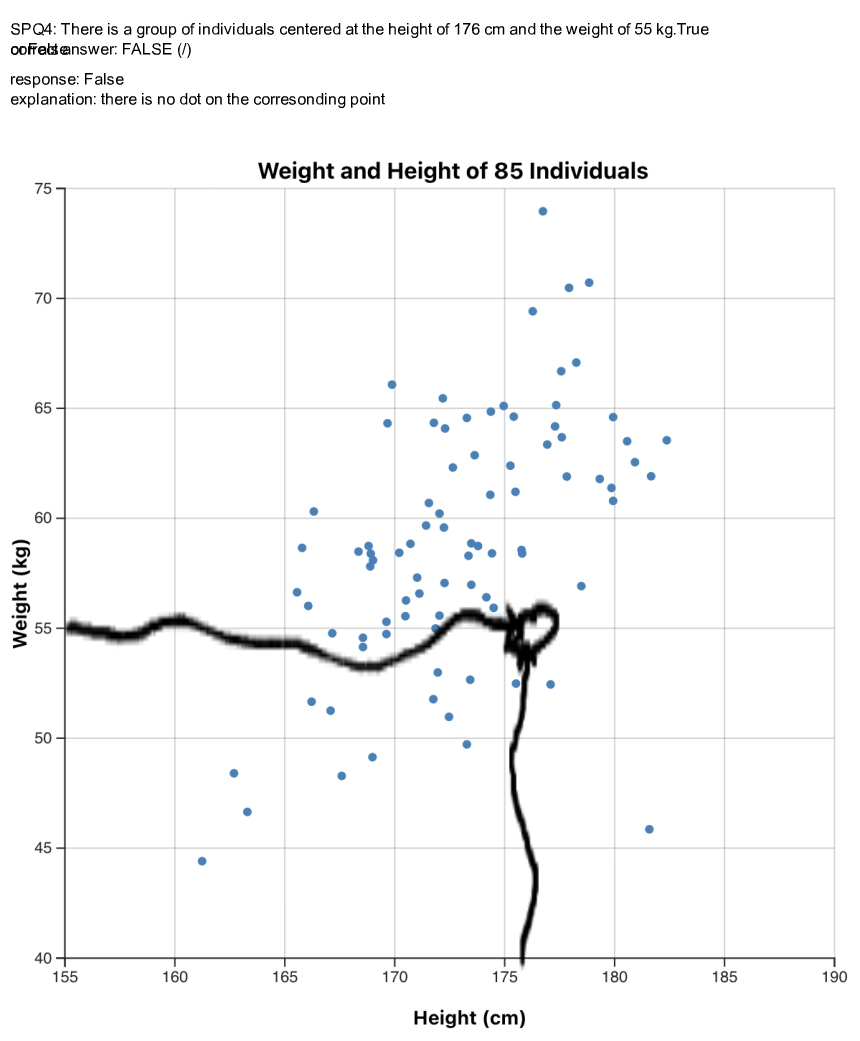 SPQ4: There is a group of individuals centered at the height of 176 cm and the weight of 55 kg.True
or False
correct answer: FALSE (/)
response: False
explanation: there is no dot on the corresonding point
Weight and Height of 85 Individuals
75
70
65
60
55
50
45
40
Weight (kg)
155 160 165 170 175 180 185 190
Height (cm)